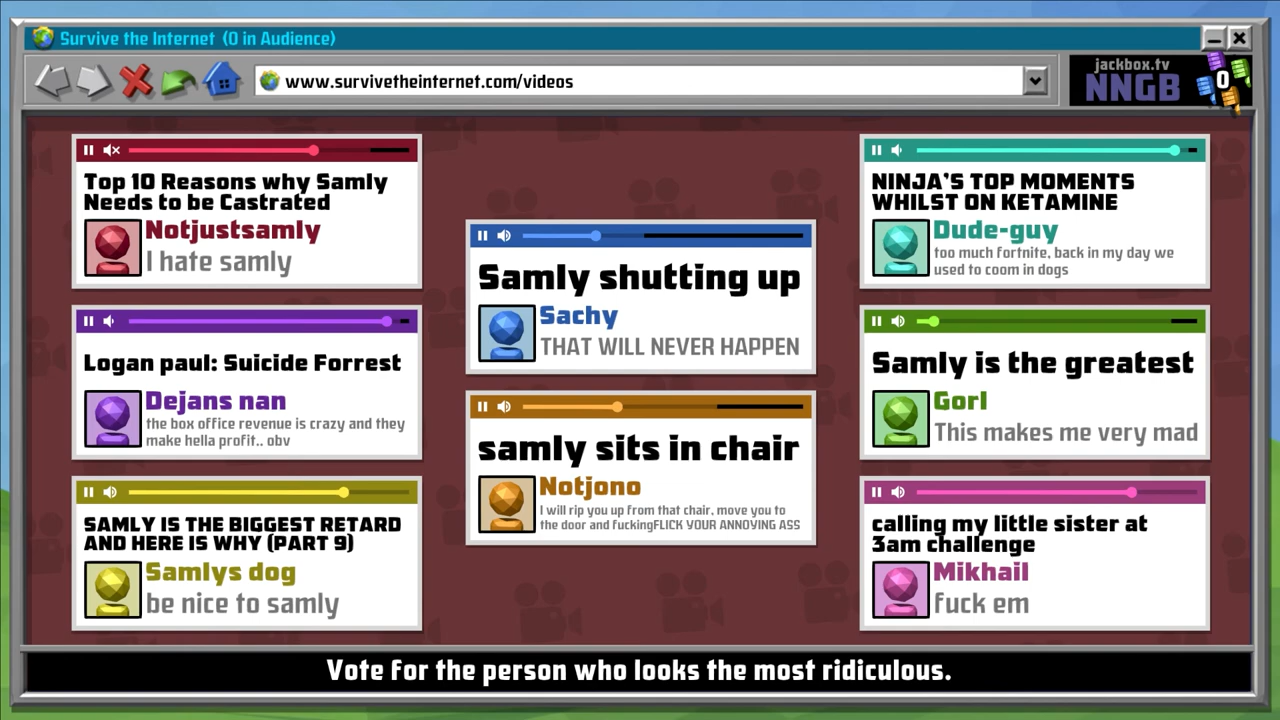 Survive the Internet (0 in Audience)
www.survivetheinternet.com/videos
jackbox.tv
NNGB
0
Top 10 Reasons why Samly
Needs to be Castrated
Notjustsamly
I hate samly
Logan paul: Suicide Forrest
Dejans nan
the box office revenue is crazy and they
make hella profit.. obv
SAMLY IS THE BIGGEST RETARD
AND HERE IS WHY (PART 9)
Samlys dog
be nice to samly
Samly shutting up
Sachy
THAT WILL NEVER HAPPEN
samly sits in chair
Notjono
I will rip you up from that chair, move you to
the door and fuckingFLICK YOUR ANNOYING ASS
NINJA'S TOP MOMENTS
WHILST ON KETAMINE
Dude-guy
too much fortnite, back in my day we
used to coom in dogs
Samly is the greatest
Gorl
This makes me very mad
calling my little sister at
3am challenge
Mikhail
fuck em
Vote for the person who looks the most ridiculous.